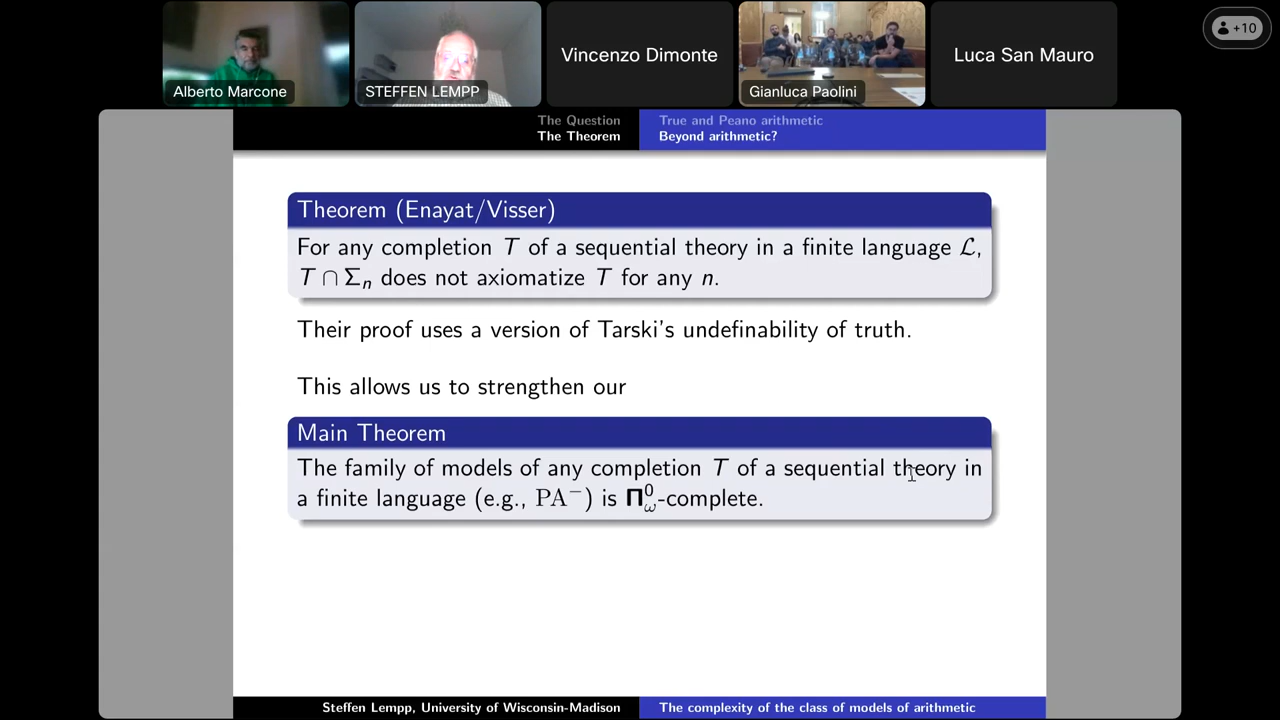 Alberto Marcone
STEFFEN LEMPP
Vincenzo Dimonte
Gianluca Paolini
Luca San Mauro
+10
The Question
The Theorem
True and Peano arithmetic
Beyond arithmetic?
Theorem (Enayat/Visser)
For any completion T of a sequential theory in a finite language ℒ,
T ∩ Σₙ does not axiomatize T for any n.
Their proof uses a version of Tarski's undefinability of truth.
This allows us to strengthen our
Main Theorem
The family of models of any completion T of a sequential theory in
a finite language (e.g., PA⁻) is 𝚷⁰_ω-complete.
Steffen Lempp, University of Wisconsin-Madison
The complexity of the class of models of arithmetic